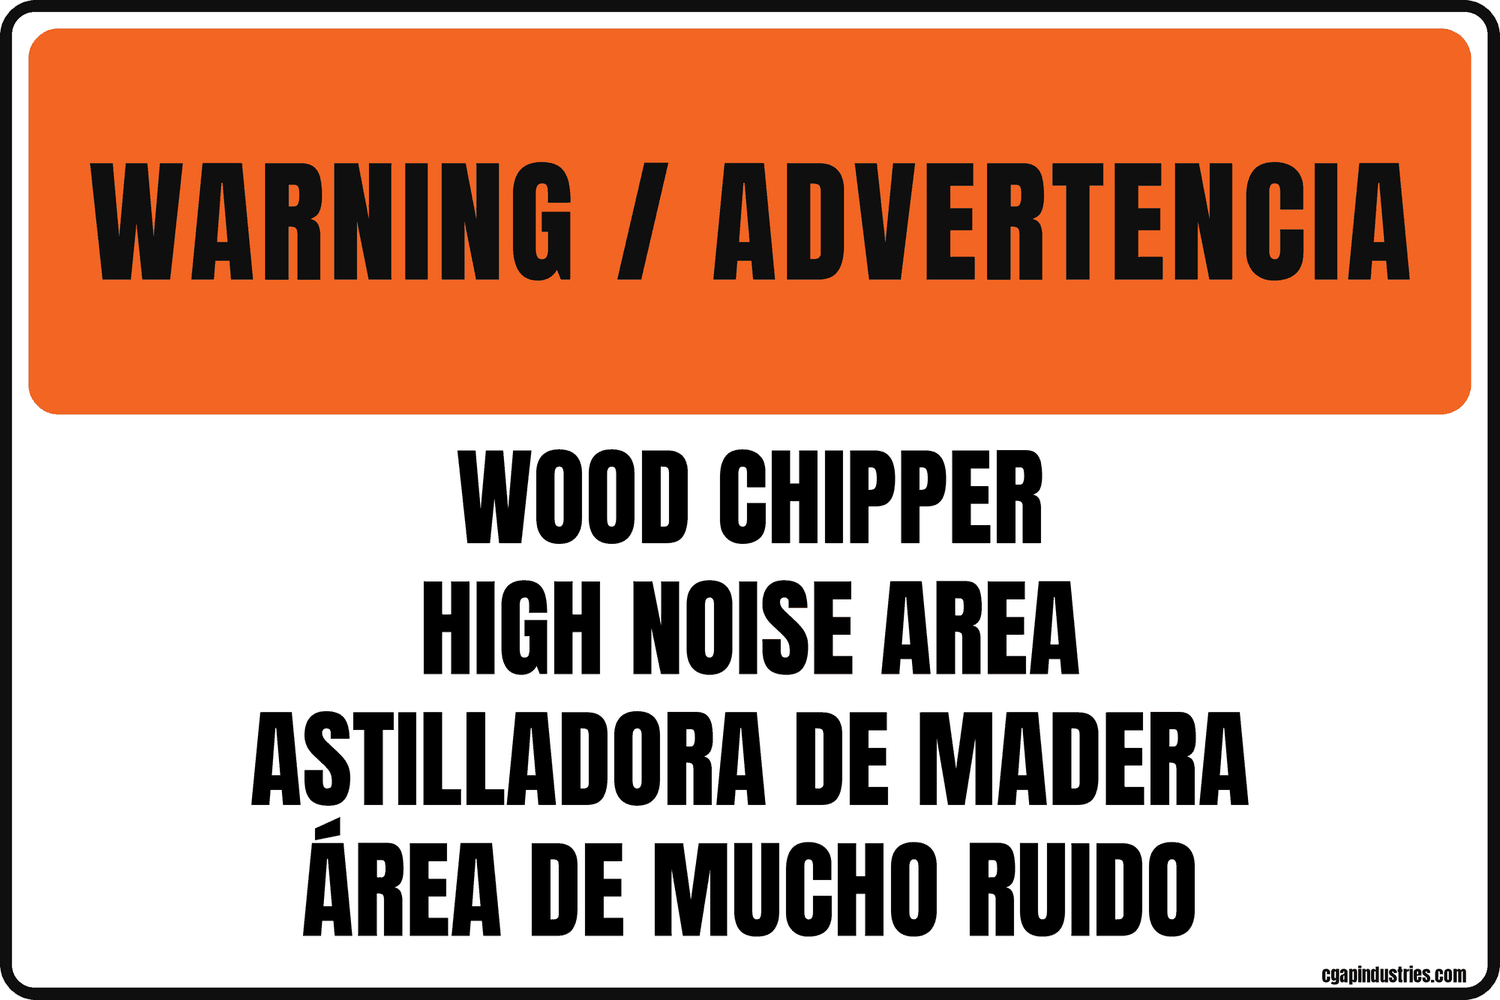 WARNING / ADVERTENCIA
WOOD CHIPPER
HIGH NOISE AREA
ASTILLADORA DE MADERA
ÁREA DE MUCHO RUIDO
cgapindustries.com